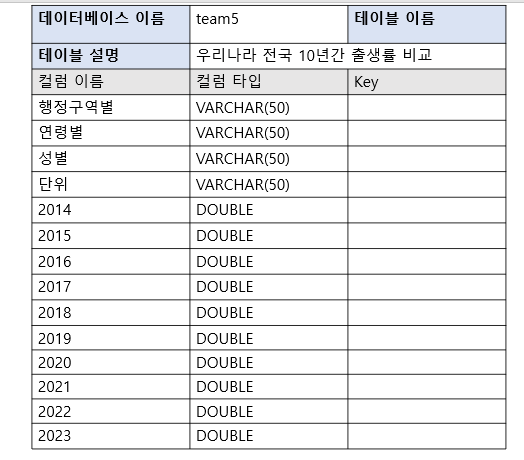 데이터베이스 이름 team5 테이블 이름
테이블 설명 우리나라 전국 10년간 출생률 비교
컬럼 이름 컬럼 타입 Key
행정구역별 VARCHAR(50)
연령별 VARCHAR(50)
성별 VARCHAR(50)
단위 VARCHAR(50)
2014 DOUBLE
2015 DOUBLE
2016 DOUBLE
2017 DOUBLE
2018 DOUBLE
2019 DOUBLE
2020 DOUBLE
2021 DOUBLE
2022 DOUBLE
2023 DOUBLE